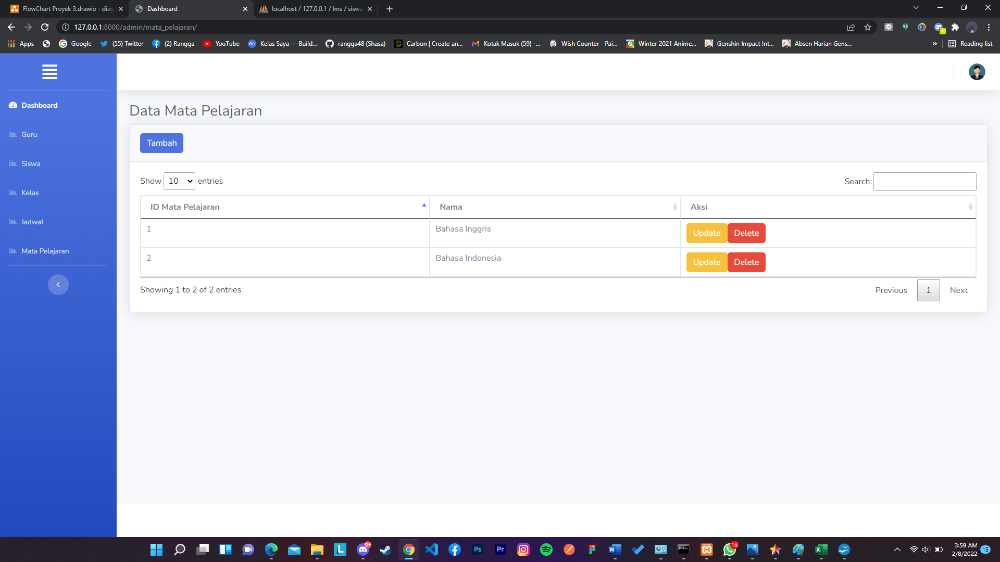 FlowChart Proyek 3.drawio - diag
Dashboard
localhost / 127.0.0.1 / lms / siswa
127.0.0.1:8000/admin/mata_pelajaran/
Apps
Google
(55) Twitter
(2) Rangga
YouTube
Kelas Saya — Build...
rangga48 (Shasa)
Carbon | Create an...
Kotak Masuk (59) -...
Wish Counter - Pai...
Winter 2021 Anime...
Genshin Impact Int...
Absen Harian Gens...
»
Reading list
Dashboard
Guru
Siswa
Kelas
Jadwal
Mata Pelajaran
Data Mata Pelajaran
Tambah
Show 10 entries
Search:
ID Mata Pelajaran Nama Aksi
1 Bahasa Inggris Update Delete
2 Bahasa Indonesia Update Delete
Showing 1 to 2 of 2 entries
Previous 1 Next
9+
Ps
Pr
16
3:59 AM
2/8/2022
15